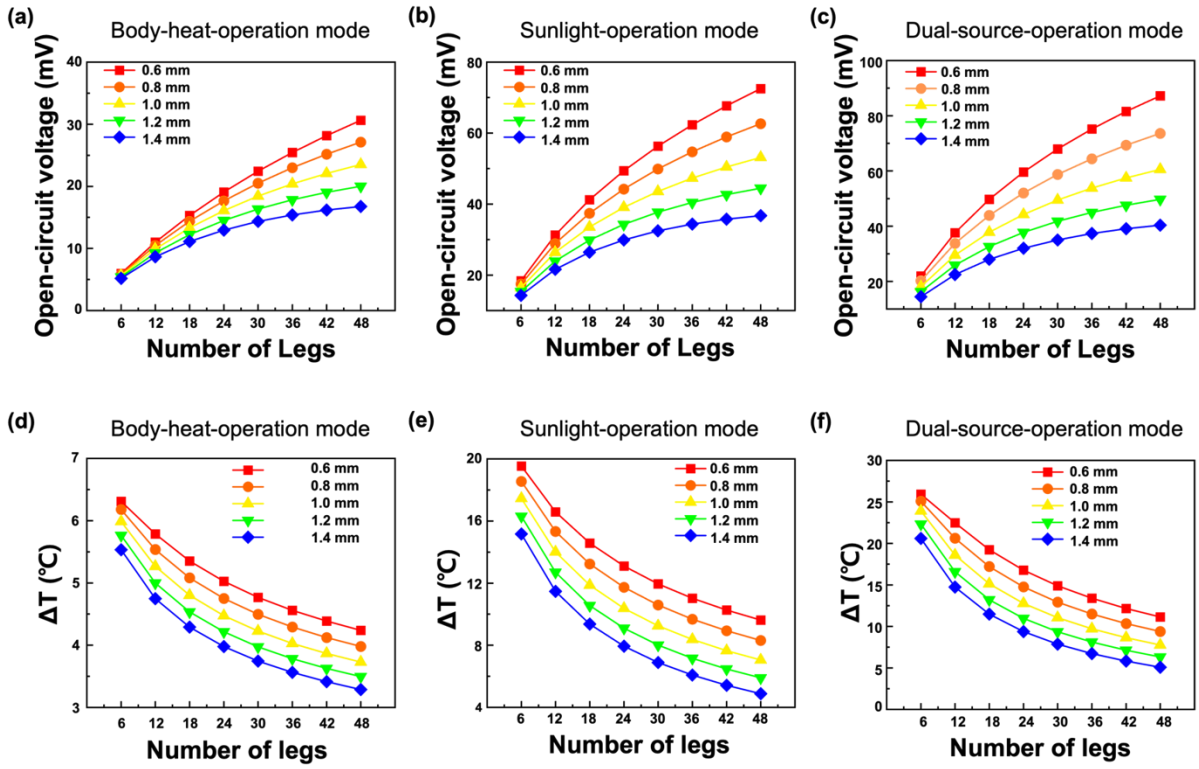 (a)
Body-heat-operation mode
Open-circuit voltage (mV)
40
30
20
10
0
0.6 mm
0.8 mm
1.0 mm
1.2 mm
1.4 mm
6 12 18 24 30 36 42 48
Number of Legs
(b)
Sunlight-operation mode
Open-circuit voltage (mV)
80
60
40
20
0.6 mm
0.8 mm
1.0 mm
1.2 mm
1.4 mm
6 12 18 24 30 36 42 48
Number of Legs
(c)
Dual-source-operation mode
Open-circuit voltage (mV)
100
80
60
40
20
0.6 mm
0.8 mm
1.0 mm
1.2 mm
1.4 mm
6 12 18 24 30 36 42 48
Number of Legs
(d)
Body-heat-operation mode
ΔT (℃)
7
6
5
4
3
0.6 mm
0.8 mm
1.0 mm
1.2 mm
1.4 mm
6 12 18 24 30 36 42 48
Number of legs
(e)
Sunlight-operation mode
ΔT (℃)
20
16
12
8
4
0.6 mm
0.8 mm
1.0 mm
1.2 mm
1.4 mm
6 12 18 24 30 36 42 48
Number of legs
(f)
Dual-source-operation mode
ΔT (℃)
30
25
20
15
10
5
0
0.6 mm
0.8 mm
1.0 mm
1.2 mm
1.4 mm
6 12 18 24 30 36 42 48
Number of legs